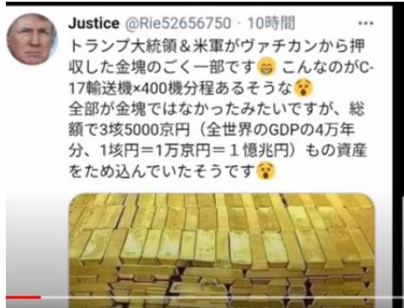 Justice @Rie52656750・10時間
トランプ大統領＆米軍がヴァチカンから押
収した金塊のごく一部です😁 こんなのがC-
17輸送機×400機分程あるそうな😵
全部が金塊ではなかったみたいですが、総
額で3垓5000京円（全世界のGDPの4万年
分、1垓円＝1万京円＝１億兆円）もの資産
をため込んでいたそうです😵